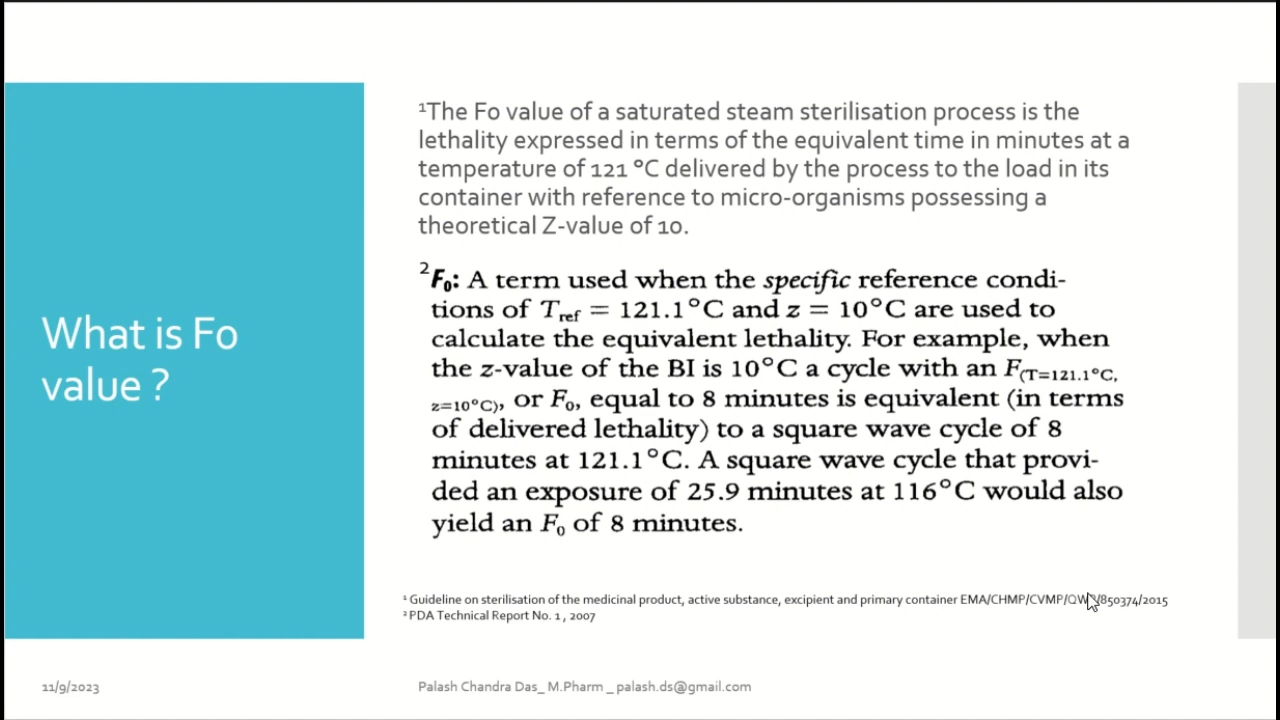 What is Fo
value ?
¹The Fo value of a saturated steam sterilisation process is the
lethality expressed in terms of the equivalent time in minutes at a
temperature of 121 °C delivered by the process to the load in its
container with reference to micro-organisms possessing a
theoretical Z-value of 10.
²F₀: A term used when the specific reference condi-
tions of Tref = 121.1°C and z = 10°C are used to
calculate the equivalent lethality. For example, when
the z-value of the BI is 10°C a cycle with an F(T=121.1°C,
z=10°C), or F₀, equal to 8 minutes is equivalent (in terms
of delivered lethality) to a square wave cycle of 8
minutes at 121.1°C. A square wave cycle that provi-
ded an exposure of 25.9 minutes at 116°C would also
yield an F₀ of 8 minutes.
¹ Guideline on sterilisation of the medicinal product, active substance, excipient and primary container EMA/CHMP/CVMP/QWP/850374/2015
² PDA Technical Report No. 1 , 2007
11/9/2023
Palash Chandra Das_ M.Pharm _ palash.ds@gmail.com